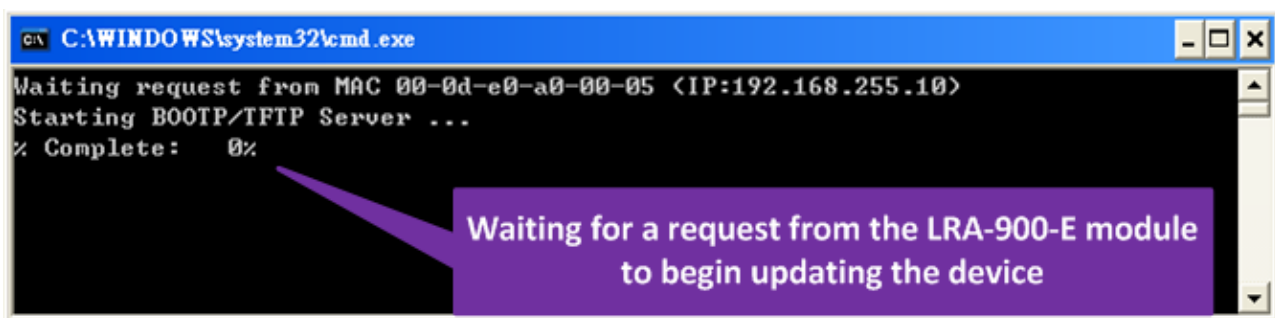 C:\WINDOWS\system32\cmd.exe
Waiting request from MAC 00-0d-e0-a0-00-05 (IP:192.168.255.10)
Starting BOOTP/TFTP Server ...
% Complete:   0%
Waiting for a request from the LRA-900-E module
to begin updating the device